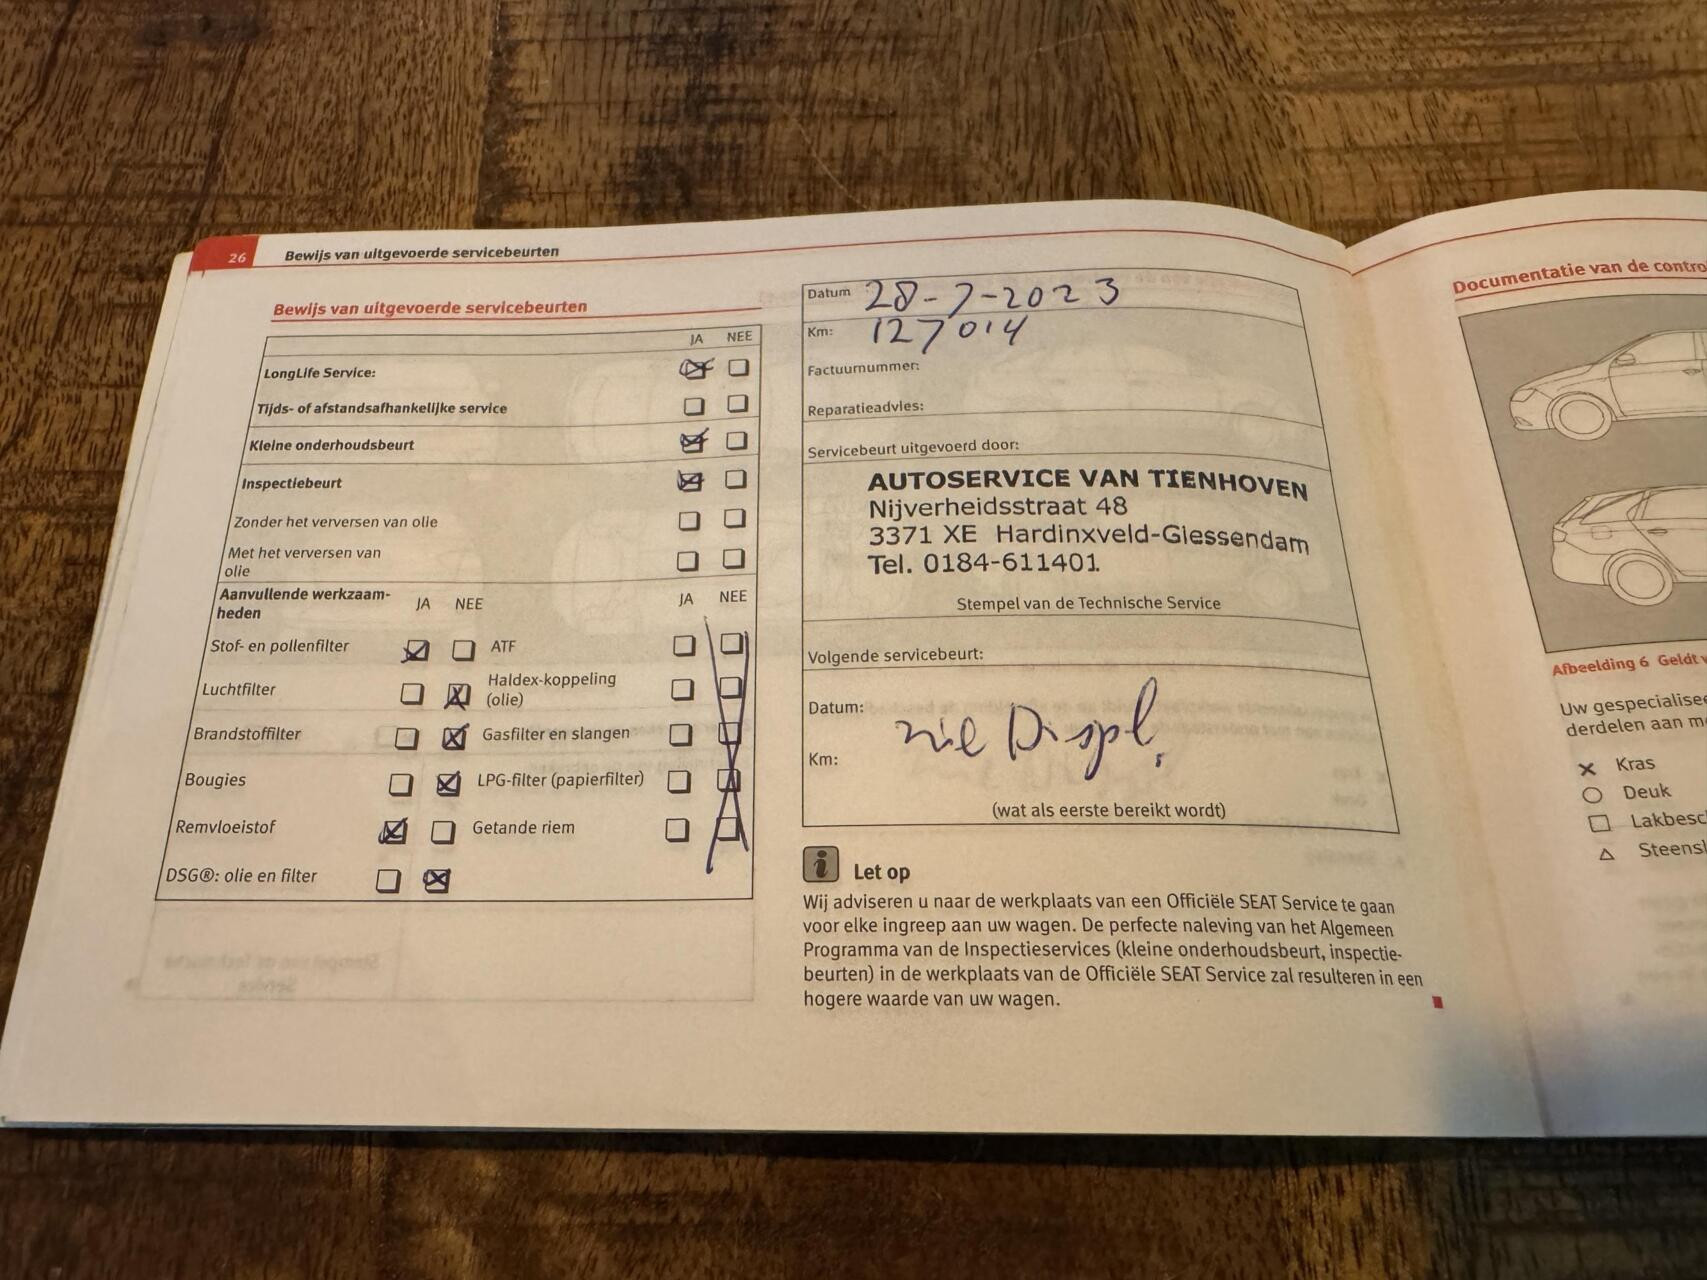 26 Bewijs van uitgevoerde servicebeurten
Bewijs van uitgevoerde servicebeurten
JA NEE
LongLife Service:
Tijds- of afstandsafhankelijke service
Kleine onderhoudsbeurt
Inspectiebeurt
Zonder het verversen van olie
Met het verversen van
olie
Aanvullende werkzaam-
heden
JA NEE JA NEE
Stof- en pollenfilter ATF
Luchtfilter Haldex-koppeling
(olie)
Brandstoffilter Gasfilter en slangen
Bougies LPG-filter (papierfilter)
Remvloeistof Getande riem
DSG®: olie en filter
Datum 28-7-2023
Km: 127014
Factuurnummer:
Reparatieadvies:
Servicebeurt uitgevoerd door:
AUTOSERVICE VAN TIENHOVEN
Nijverheidsstraat 48
3371 XE Hardinxveld-Giessendam
Tel. 0184-611401.
Stempel van de Technische Service
Volgende servicebeurt:
Datum:
zie Displ.
Km:
(wat als eerste bereikt wordt)
i Let op
Wij adviseren u naar de werkplaats van een Officiële SEAT Service te gaan
voor elke ingreep aan uw wagen. De perfecte naleving van het Algemeen
Programma van de Inspectieservices (kleine onderhoudsbeurt, inspectie-
beurten) in de werkplaats van de Officiële SEAT Service zal resulteren in een
hogere waarde van uw wagen.
Documentatie van de contro
Afbeelding 6 Geldt v
Uw gespecialisee
derdelen aan m
Kras
Deuk
Lakbesc
Steensl